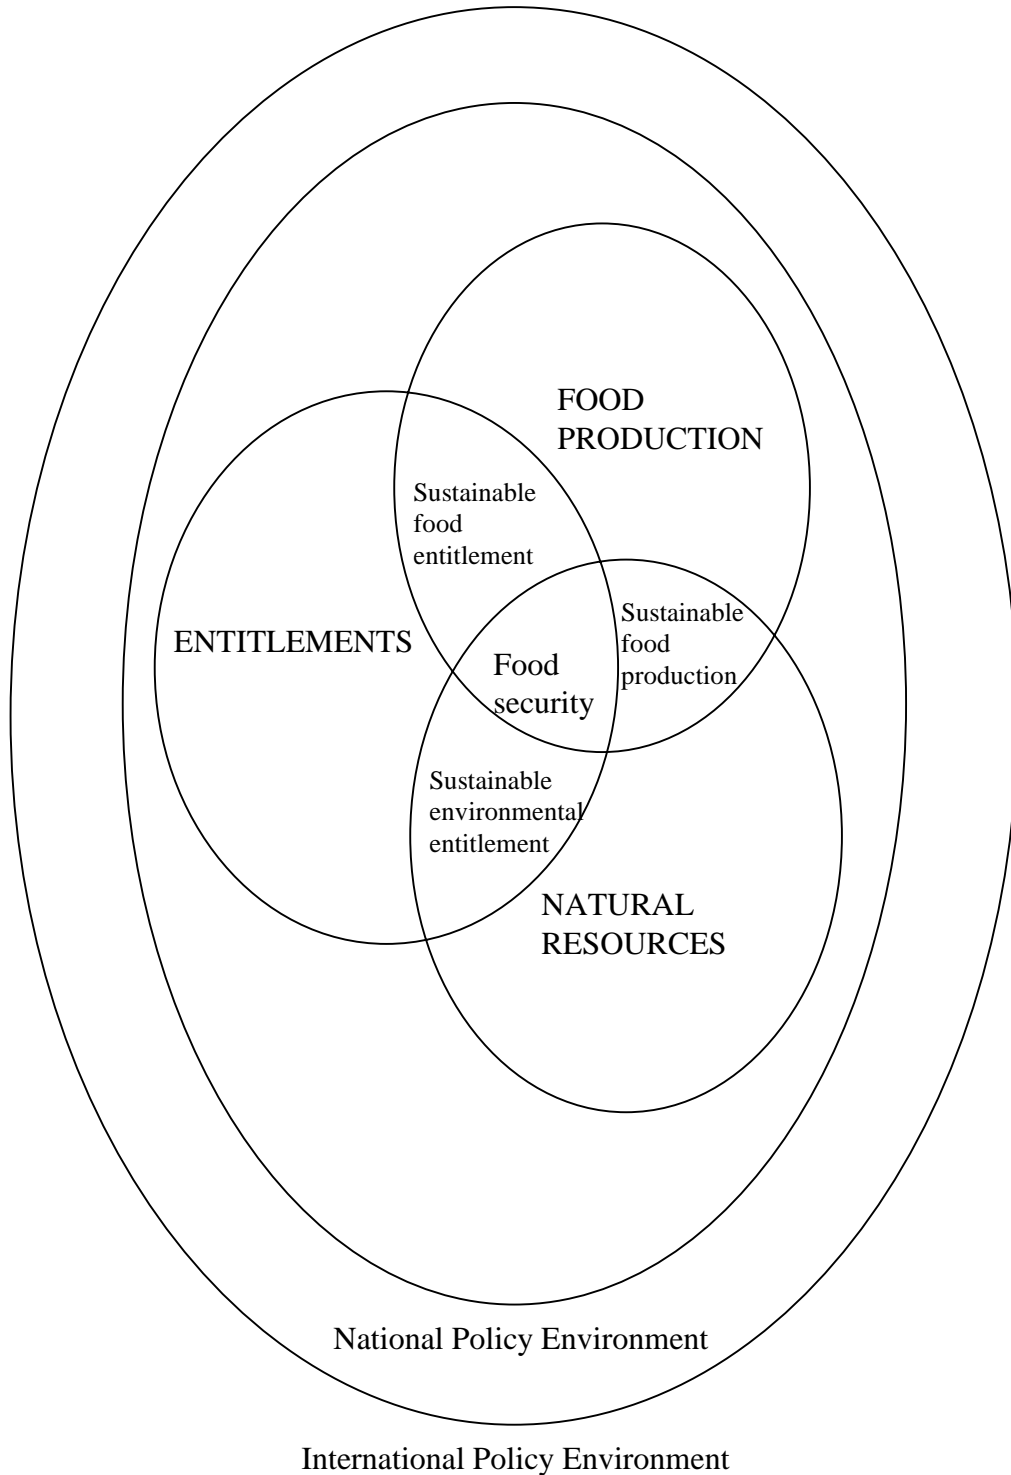 FOOD
PRODUCTION
Sustainable
food
entitlement
Sustainable
food
production
ENTITLEMENTS
Food
security
Sustainable
environmental
entitlement
NATURAL
RESOURCES
National Policy Environment
International Policy Environment